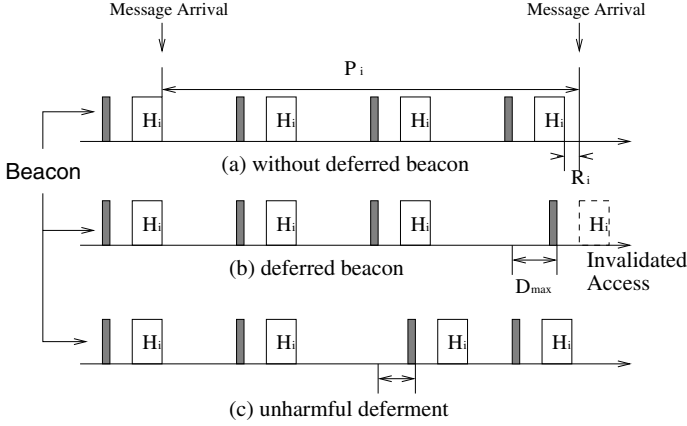 Message Arrival
Message Arrival
P i
H i
H i
H i
H i
(a) without deferred beacon
R i
Beacon
H i
H i
H i
H i
(b) deferred beacon
Invalidated
Access
D max
H i
H i
H i
H i
(c) unharmful deferment